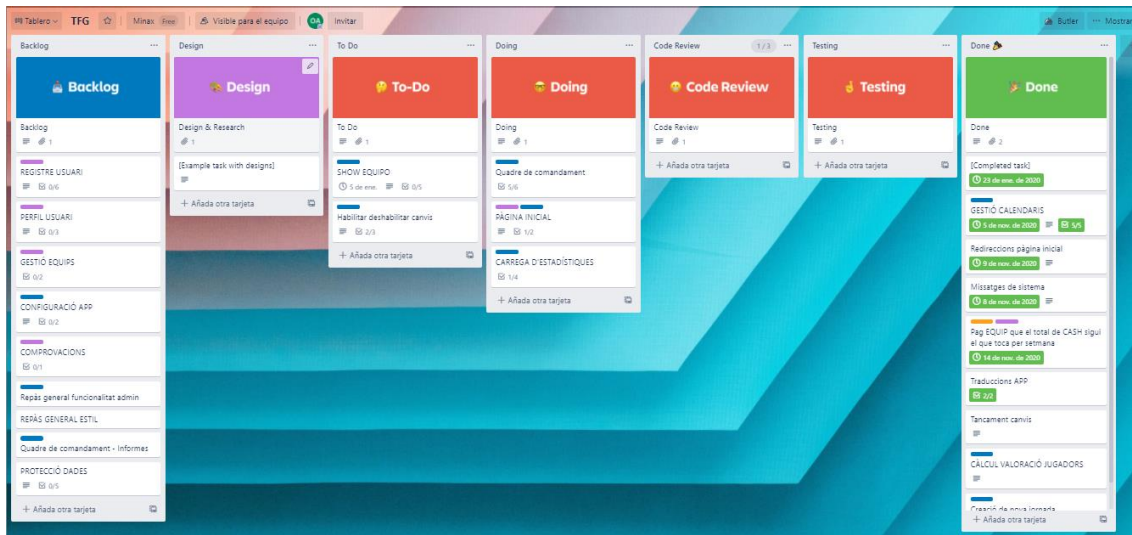 Tablero
TFG
Minax Free
Visible para el equipo
OA
Invitar
Butler
Mostrar
Backlog
Backlog
Backlog
1
REGISTRE USUARI
0/6
PERFIL USUARI
0/3
GESTIÓ EQUIPS
0/2
CONFIGURACIÓ APP
0/2
COMPROVACIONS
0/1
Repàs general funcionalitat admin
REPÀS GENERAL ESTIL
Quadre de comandament - Informes
PROTECCIÓ DADES
0/5
+ Añada otra tarjeta
Design
Design
Design & Research
1
[Example task with designs]
+ Añada otra tarjeta
To Do
To-Do
To Do
1
SHOW EQUIPO
5 de ene. 0/5
Habilitar deshabilitar canvis
2/3
+ Añada otra tarjeta
Doing
Doing
Doing
1
Quadre de comandament
5/6
PÀGINA INICIAL
1/2
CARREGA D'ESTADÍSTIQUES
1/4
+ Añada otra tarjeta
Code Review 1/3
Code Review
Code Review
1
+ Añada otra tarjeta
Testing
Testing
Testing
1
+ Añada otra tarjeta
Done
Done
Done
2
[Completed task]
23 de ene. de 2020
GESTIÓ CALENDARIS
5 de nov. de 2020 5/5
Redireccions pàgina inicial
9 de nov. de 2020
Missatges de sistema
8 de nov. de 2020
Pag EQUIP que el total de CASH sigui
el que toca per setmana
14 de nov. de 2020
Traduccions APP
2/2
Tancament canvis
CÀLCUL VALORACIÓ JUGADORS
Creació de nova jornada
+ Añada otra tarjeta